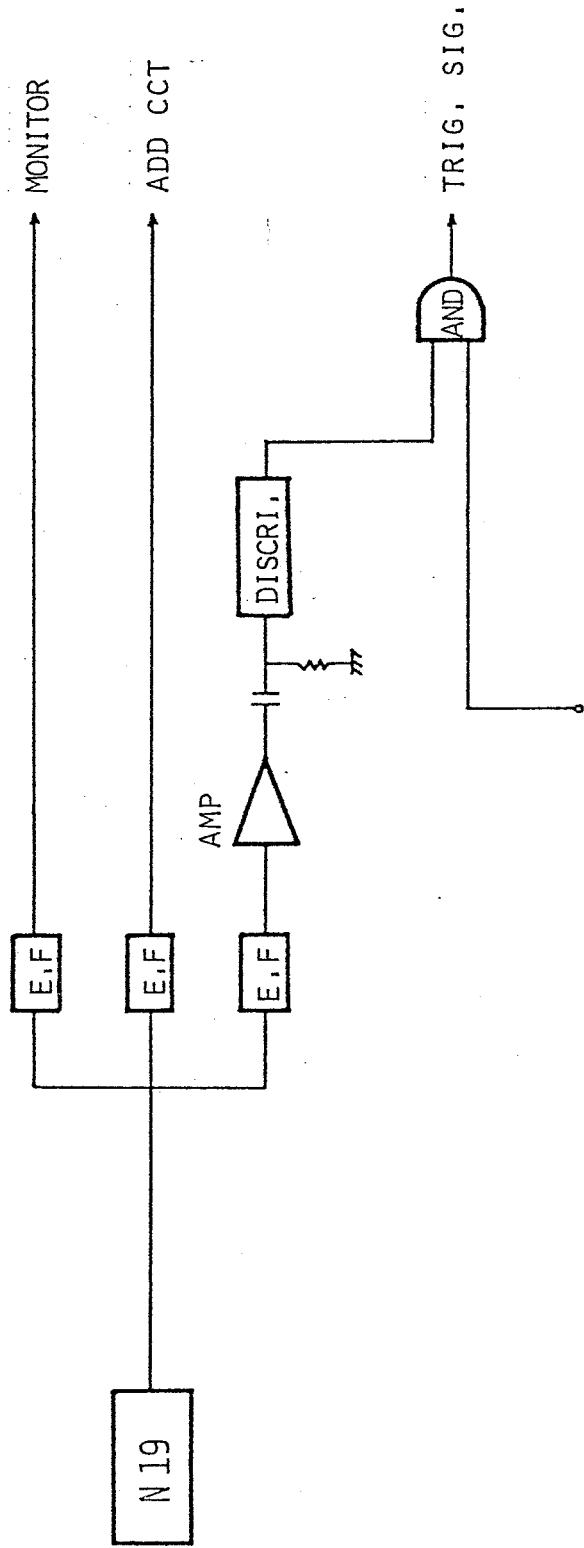 MONITOR
ADD CCT
TRIG, SIG,
E,F
E,F
E,F
AMP
DISCRI,
AND
N 19